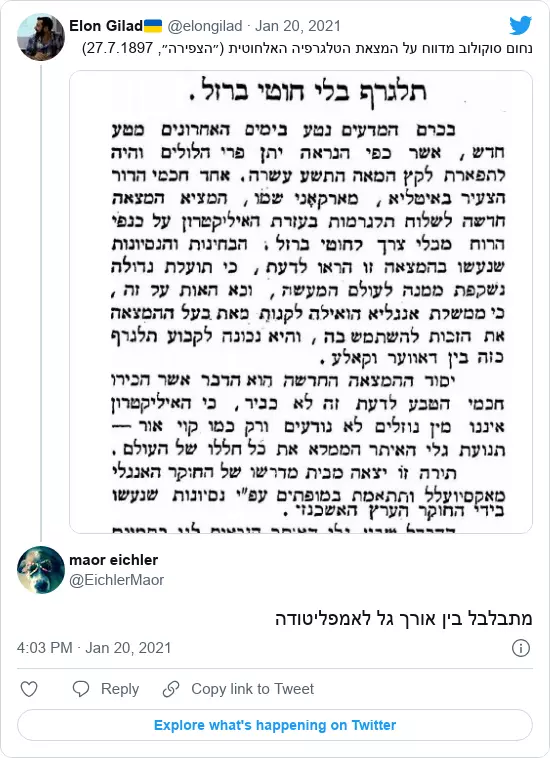 Elon Gilad🇺🇦 @elongilad · Jan 20, 2021
נחום סוקולוב מדווח על המצאת הטלגרפיה האלחוטית (״הצפירה״, 27.7.1897)
תלגרף בלי חוטי ברזל.
בכרם המדעים נטע בימים האחרונים מטע
חדש, אשר כפי הנראה יתן פרי הלולים והיה
לתפארת לקץ המאה התשע עשרה. אחד חכמי הדור
הצעיר באיטליא, מארקאָני שמו, המציא המצאה
חדשה לשלוח תלגרמות בעזרת האיליקטרון על כנפי
הרוח מבלי צרך לחוטי ברזל. הבחינות והנסיונות
שנעשו בהמצאה זו הראו לדעת, כי תועלת גדולה
נשקפת ממנה לעולם המעשה, ובא האות על זה,
כי ממשלת אנגליא הואילה לקנות מאת בעל ההמצאה
את הזכות להשתמש בה, והיא נכונה לקבוע תלגרף
כזה בין דאווער וקאלע.
יסוד ההמצאה החדשה הוא הדבר אשר הכירו
חכמי הטבע לדעת זה לא כביר, כי האיליקטרון
איננו מין נוזלים לא נודעים ורק כמו קוי אור —
תנועת גלי האיתר הממלא את כל חללו של העולם.
תירה זו יצאה מבית מדרשו של החוקר האנגלי
מאקסיועלל ותתאמת במופתים עפ״י נסיונות שנעשו
בידי החוקר הערץ האשכנזי.
maor eichler
@EichlerMaor
מתבלבל בין אורך גל לאמפליטודה
4:03 PM · Jan 20, 2021
Reply Copy link to Tweet
Explore what's happening on Twitter